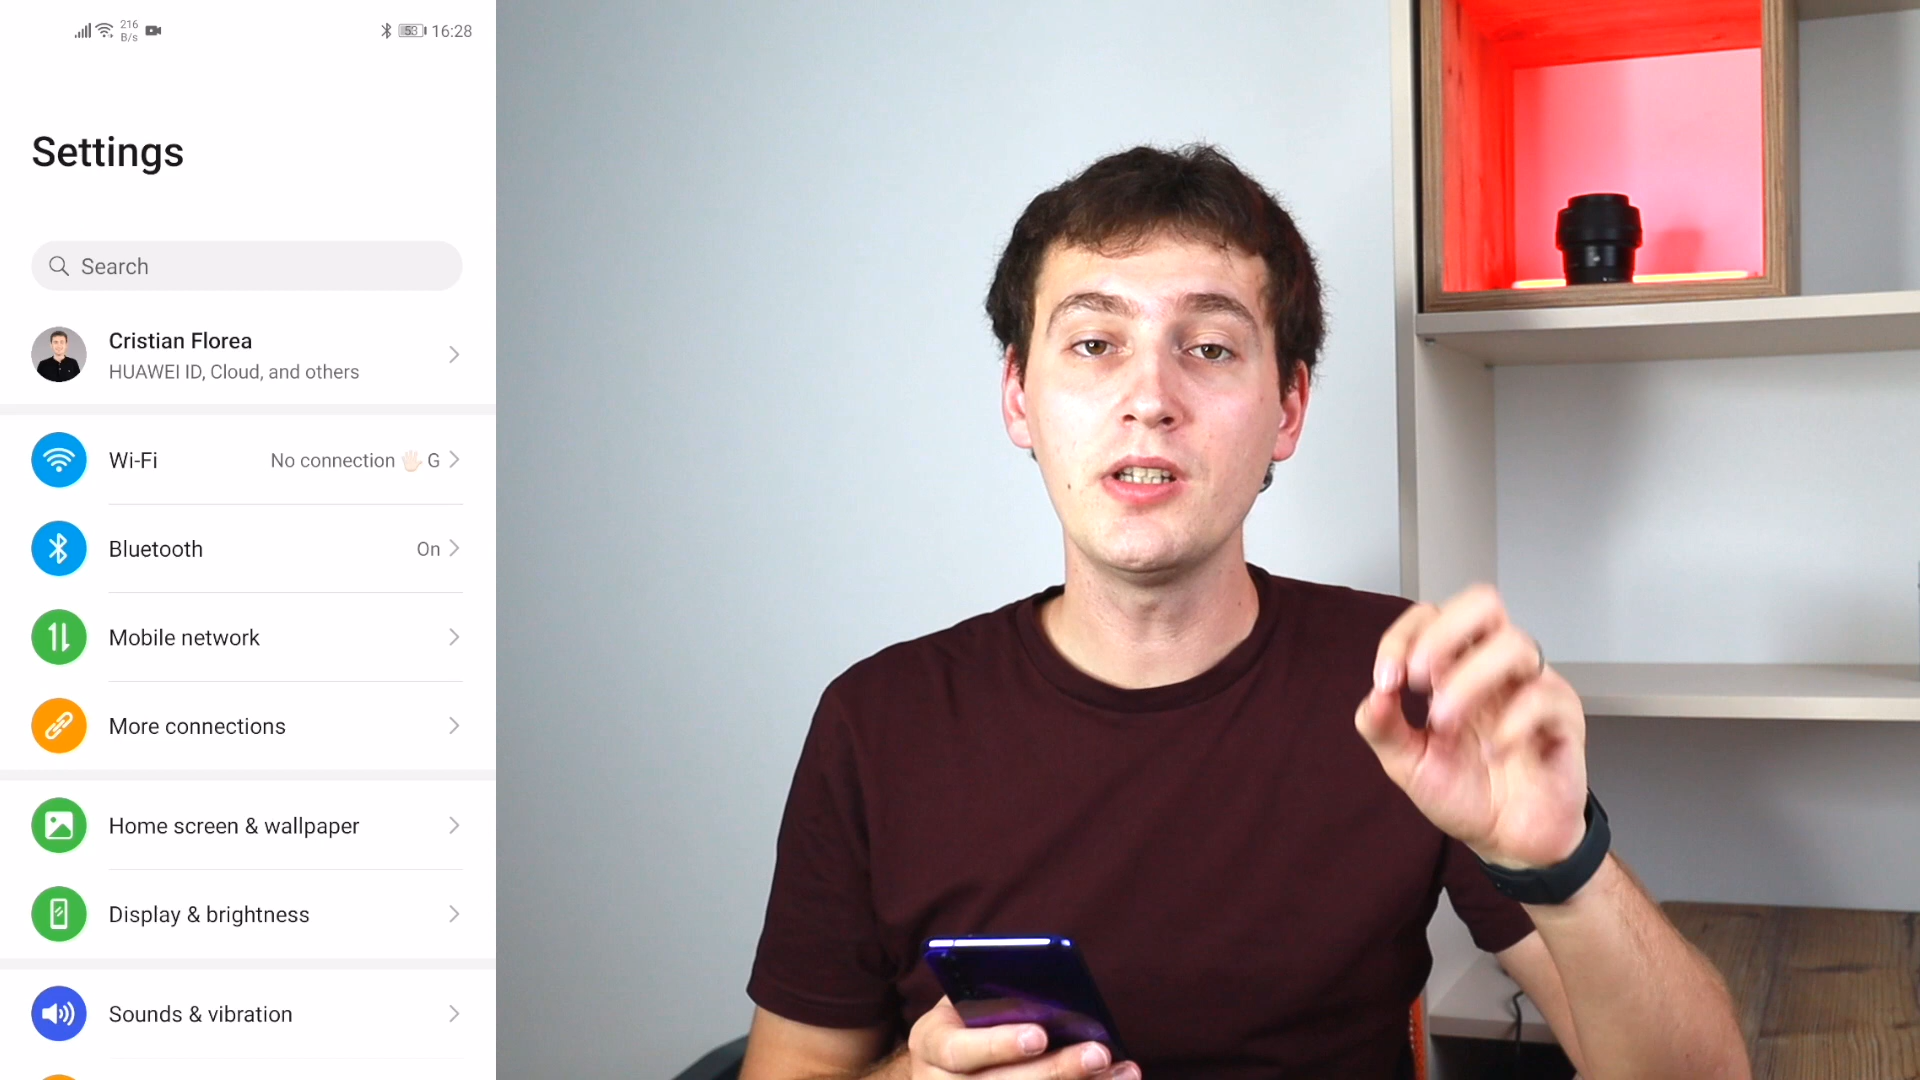 216
B/s
53 16:28
Settings
Search
Cristian Florea
HUAWEI ID, Cloud, and others
Wi-Fi No connection 🖐🏻 G
Bluetooth On
Mobile network
More connections
Home screen & wallpaper
Display & brightness
Sounds & vibration